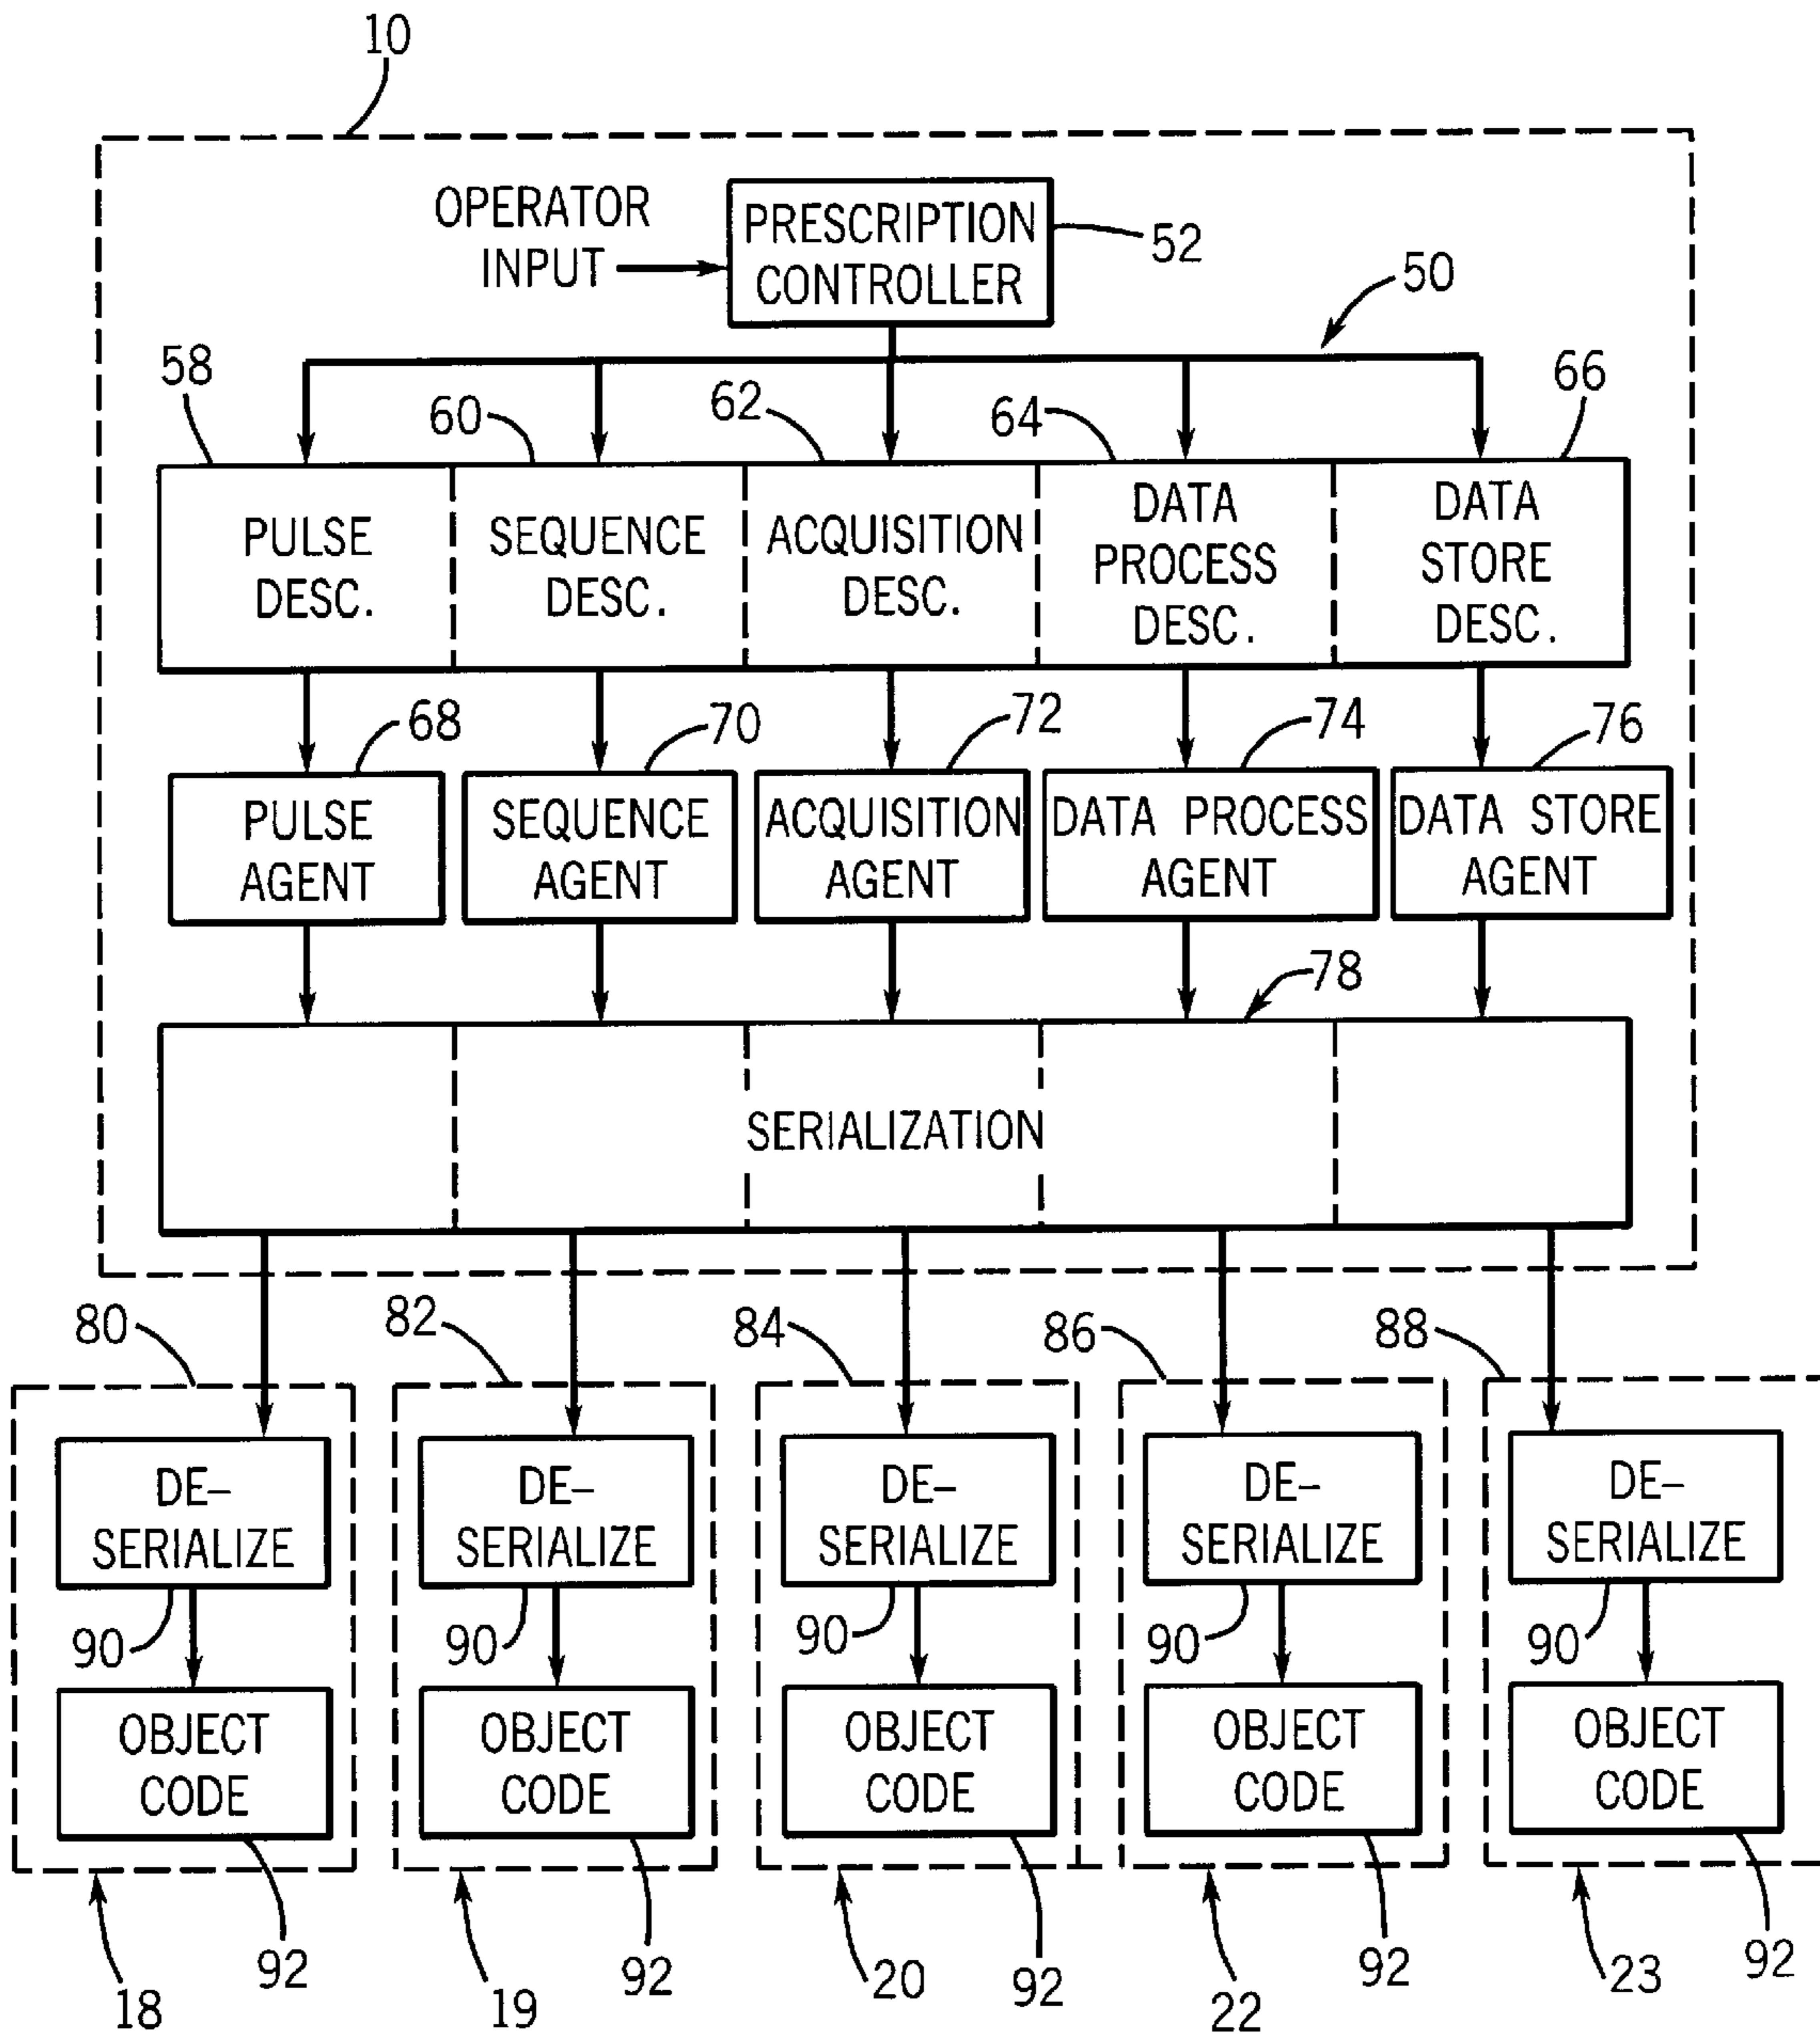 10
OPERATOR
INPUT
PRESCRIPTION
CONTROLLER
52
50
58
60
62
64
66
PULSE
DESC.
SEQUENCE
DESC.
ACQUISITION
DESC.
DATA
PROCESS
DESC.
DATA
STORE
DESC.
68
70
72
74
76
PULSE
AGENT
SEQUENCE
AGENT
ACQUISITION
AGENT
DATA PROCESS
AGENT
DATA STORE
AGENT
78
SERIALIZATION
80
82
84
86
88
DE-
SERIALIZE
DE-
SERIALIZE
DE-
SERIALIZE
DE-
SERIALIZE
DE-
SERIALIZE
90
90
90
90
90
OBJECT
CODE
OBJECT
CODE
OBJECT
CODE
OBJECT
CODE
OBJECT
CODE
18
92
19
92
20
92
22
92
23
92